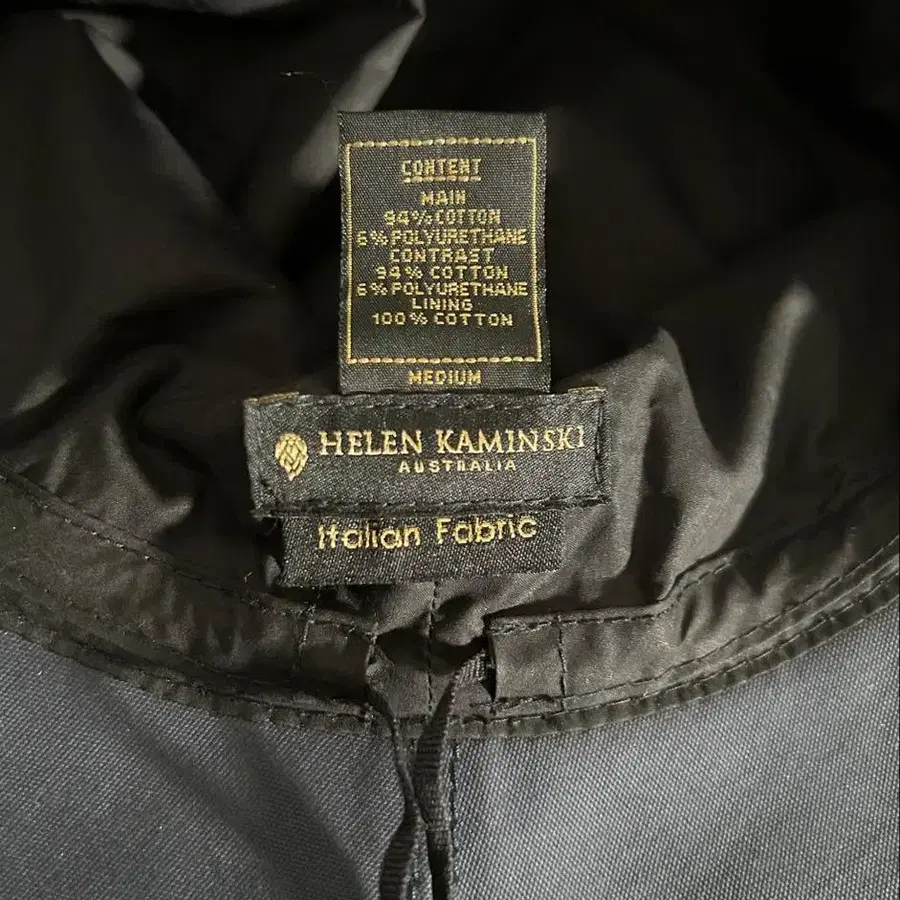 CONTENT
MAIN
94% COTTON
6% POLYURETHANE
CONTRAST
94% COTTON
6% POLYURETHANE
LINING
100% COTTON
MEDIUM
HELEN KAMINSKI
AUSTRALIA
Italian Fabric